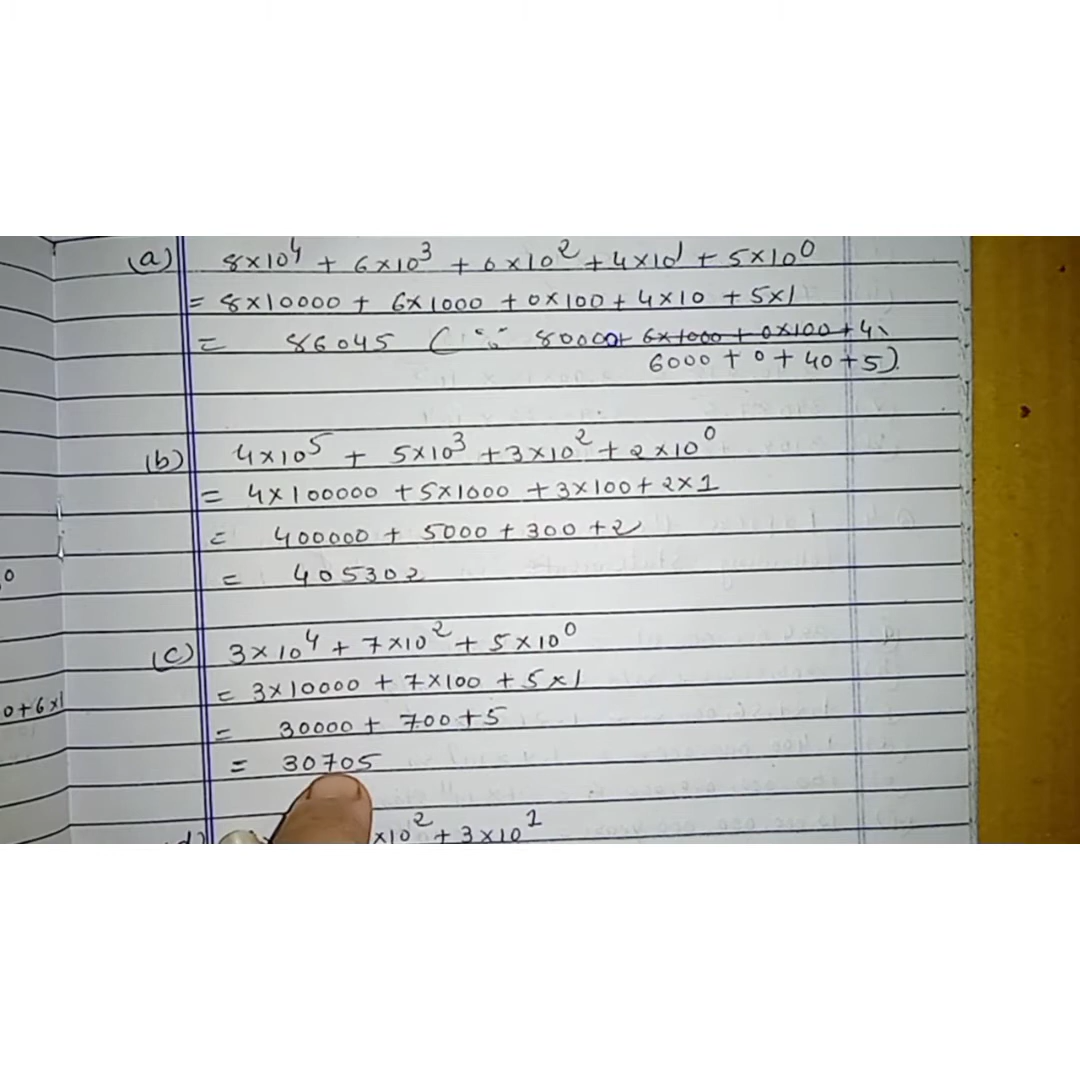 (a) 8×10⁴ + 6×10³ + 0×10² + 4×10¹ + 5×10⁰
= 8×10000 + 6×1000 + 0×100 + 4×10 + 5×1
= 86045 (∵ 80000+ 6×1000 + 0×100 + 4
6000 + 0 + 40 + 5).
(b) 4×10⁵ + 5×10³ + 3×10² + 2×10⁰
= 4×100000 + 5×1000 + 3×100 + 2×1
= 400000 + 5000 + 300 + 2
= 405302
(c) 3×10⁴ + 7×10² + 5×10⁰
= 3×10000 + 7×100 + 5×1
0+6×1
= 30000 + 700 + 5
= 30705
×10² + 3×10¹